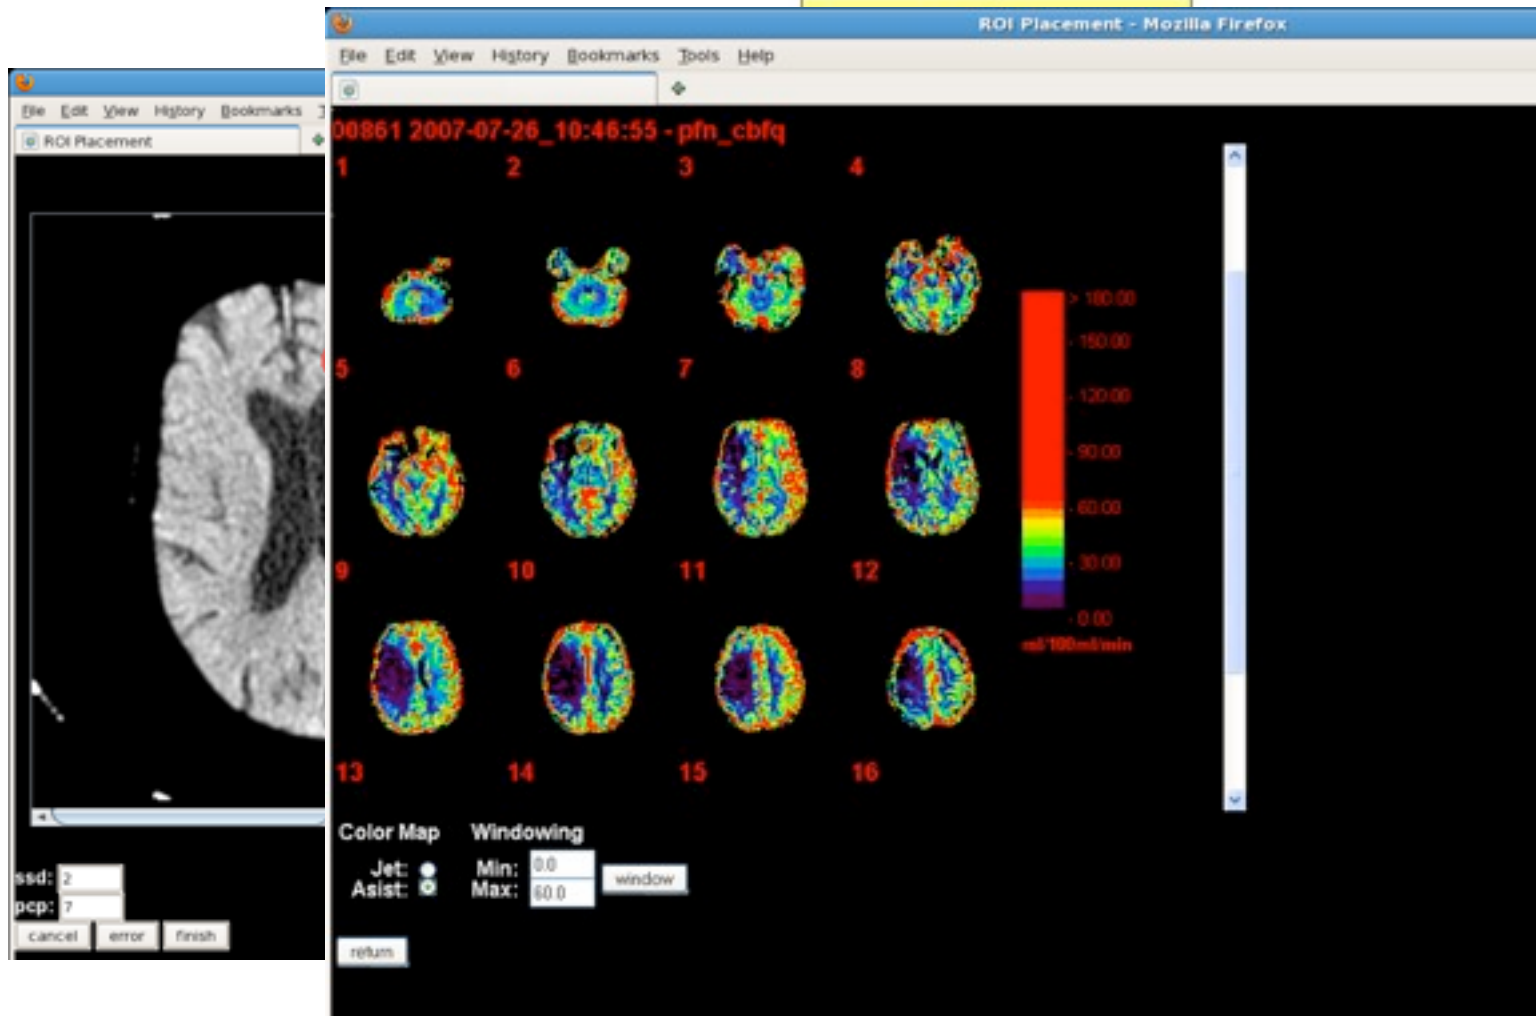 ROI Placement - Mozilla Firefox
File Edit View History Bookmarks Tools Help
File Edit View History Bookmarks
ROI Placement
00861 2007-07-26_10:46:55 - pfn_cbfq
1 2 3 4
> 180.00
- 150.00
5 6 7 8
- 120.00
- 90.00
- 60.00
9 10 11 12
- 30.00
- 0.00
ml/100ml/min
13 14 15 16
Color Map Windowing
Jet: Min: 0.0
Asist: Max: 60.0
window
return
ssd: 2
pcp: 7
cancel error finish